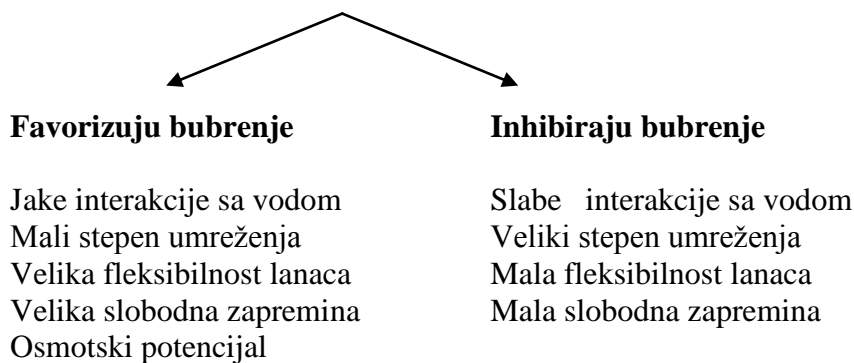 Favorizuju bubrenje
Jake interakcije sa vodom
Mali stepen umreženja
Velika fleksibilnost lanaca
Velika slobodna zapremina
Osmotski potencijal
Inhibiraju bubrenje
Slabe interakcije sa vodom
Veliki stepen umreženja
Mala fleksibilnost lanaca
Mala slobodna zapremina